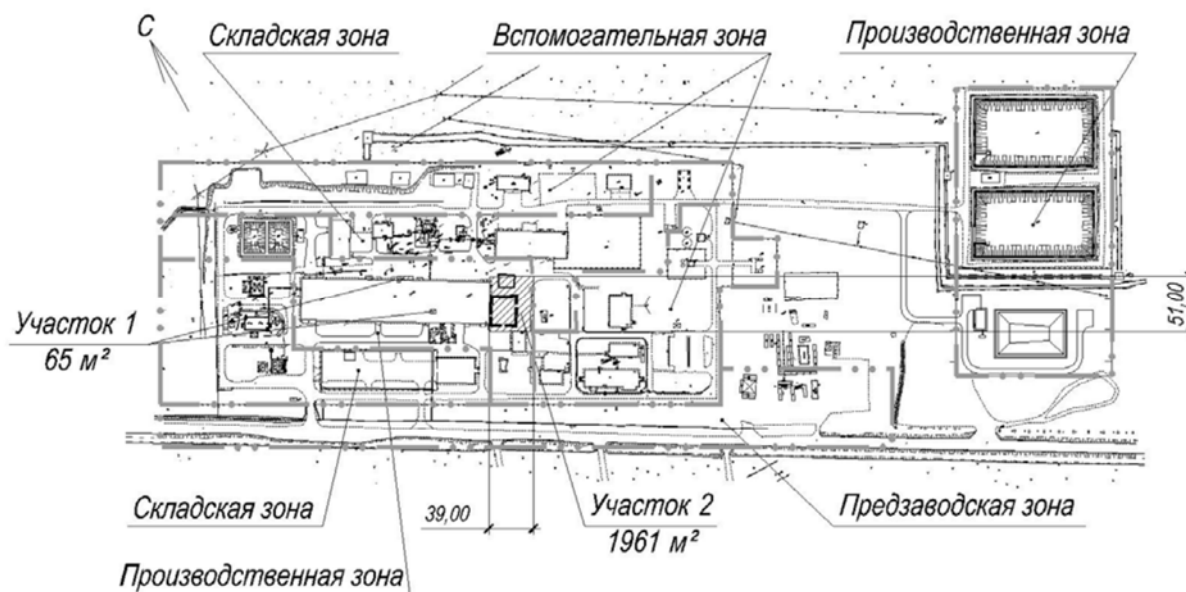 С
Складская зона
Вспомогательная зона
Производственная зона
Участок 1
65 м²
51,00
Складская зона
39,00
Участок 2
1961 м²
Предзаводская зона
Производственная зона